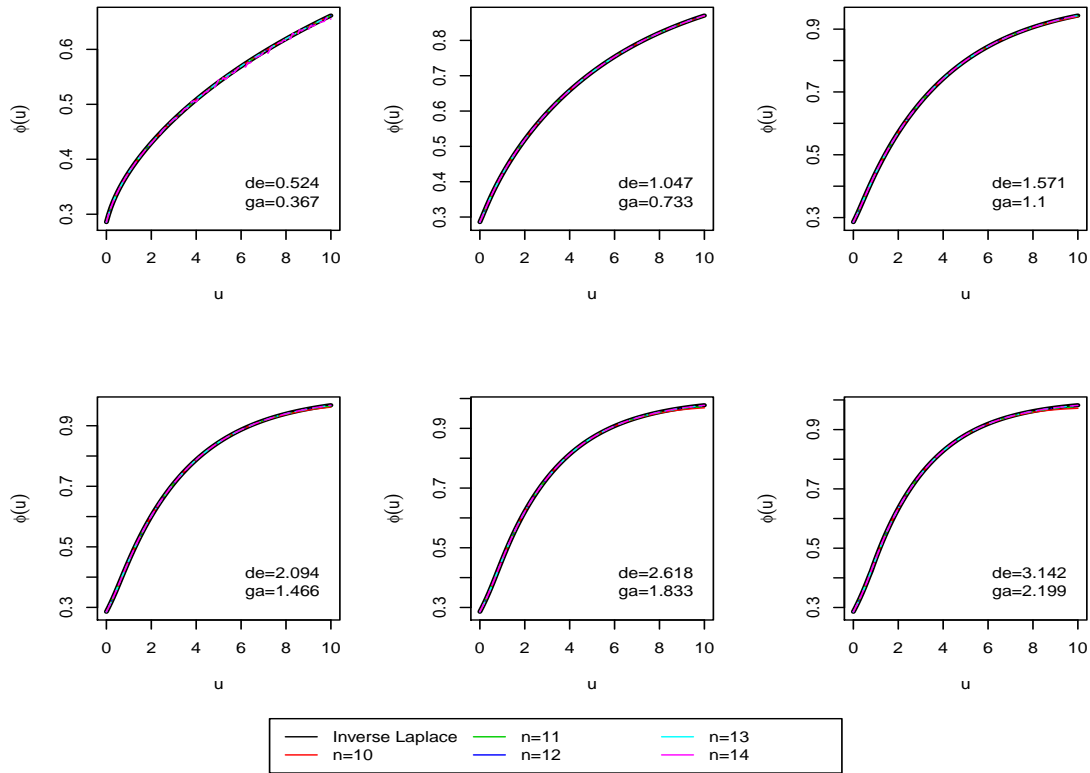 ϕ(u)
0.3 0.4 0.5 0.6
de=0.524
ga=0.367
0 2 4 6 8 10
u
ϕ(u)
0.3 0.4 0.5 0.6 0.7 0.8
de=1.047
ga=0.733
0 2 4 6 8 10
u
ϕ(u)
0.3 0.5 0.7 0.9
de=1.571
ga=1.1
0 2 4 6 8 10
u
ϕ(u)
0.3 0.5 0.7 0.9
de=2.094
ga=1.466
0 2 4 6 8 10
u
ϕ(u)
0.3 0.5 0.7 0.9
de=2.618
ga=1.833
0 2 4 6 8 10
u
ϕ(u)
0.3 0.5 0.7 0.9
de=3.142
ga=2.199
0 2 4 6 8 10
u
Inverse Laplace n=11 n=13
n=10 n=12 n=14